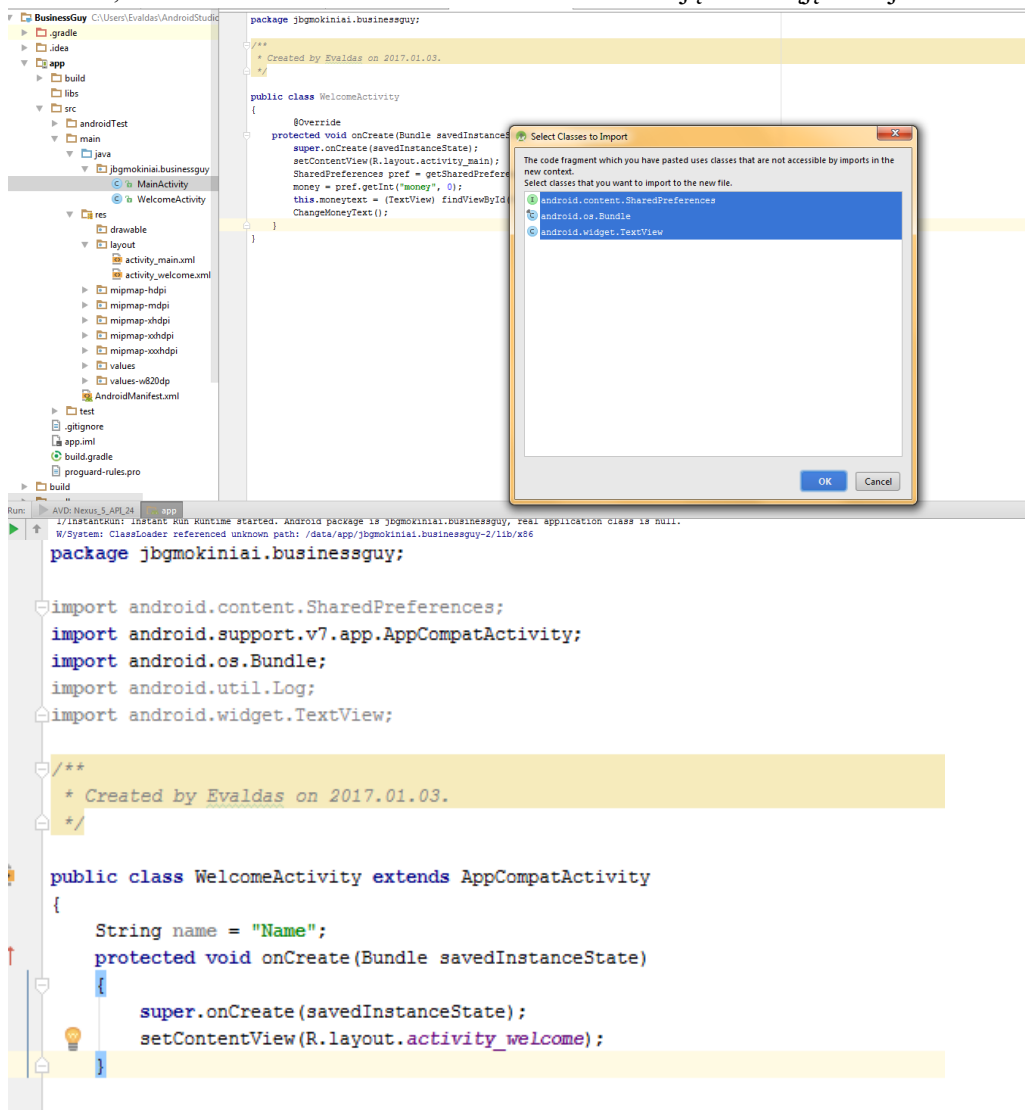 BusinessGuy C:\Users\Evaldas\AndroidStudio
.gradle
.idea
app
build
libs
src
androidTest
main
java
jbgmokiniai.businessguy
MainActivity
WelcomeActivity
res
drawable
layout
activity_main.xml
activity_welcome.xml
mipmap-hdpi
mipmap-mdpi
mipmap-xhdpi
mipmap-xxhdpi
mipmap-xxxhdpi
values
values-w820dp
AndroidManifest.xml
test
.gitignore
app.iml
build.gradle
proguard-rules.pro
build
package jbgmokiniai.businessguy;
/**
* Created by Evaldas on 2017.01.03.
*/
public class WelcomeActivity
{
@Override
protected void onCreate(Bundle savedInstanceS
super.onCreate(savedInstanceState);
setContentView(R.layout.activity_main);
SharedPreferences pref = getSharedPrefere
money = pref.getInt("money", 0);
this.moneytext = (TextView) findViewById(
ChangeMoneyText();
}
}
Select Classes to Import
The code fragment which you have pasted uses classes that are not accessible by imports in the
new context.
Select classes that you want to import to the new file.
android.content.SharedPreferences
android.os.Bundle
android.widget.TextView
OK Cancel
Run: AVD: Nexus_5_API_24 app
I/InstantRun: Instant Run Runtime started. Android package is jbgmokiniai.businessguy, real application class is null.
W/System: ClassLoader referenced unknown path: /data/app/jbgmokiniai.businessguy-2/lib/x86
package jbgmokiniai.businessguy;
import android.content.SharedPreferences;
import android.support.v7.app.AppCompatActivity;
import android.os.Bundle;
import android.util.Log;
import android.widget.TextView;
/**
* Created by Evaldas on 2017.01.03.
*/
public class WelcomeActivity extends AppCompatActivity
{
String name = "Name";
protected void onCreate(Bundle savedInstanceState)
{
super.onCreate(savedInstanceState);
setContentView(R.layout.activity_welcome);
}